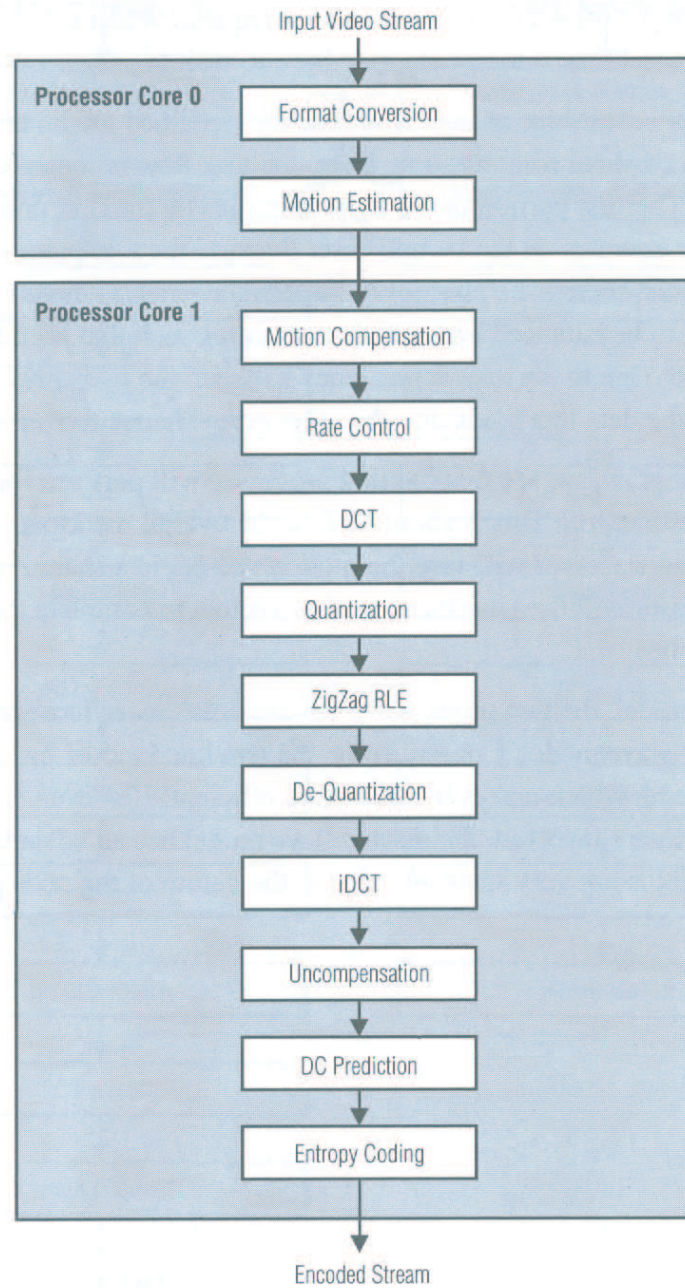 Input Video Stream
Processor Core 0
Format Conversion
Motion Estimation
Processor Core 1
Motion Compensation
Rate Control
DCT
Quantization
ZigZag RLE
De-Quantization
iDCT
Uncompensation
DC Prediction
Entropy Coding
Encoded Stream